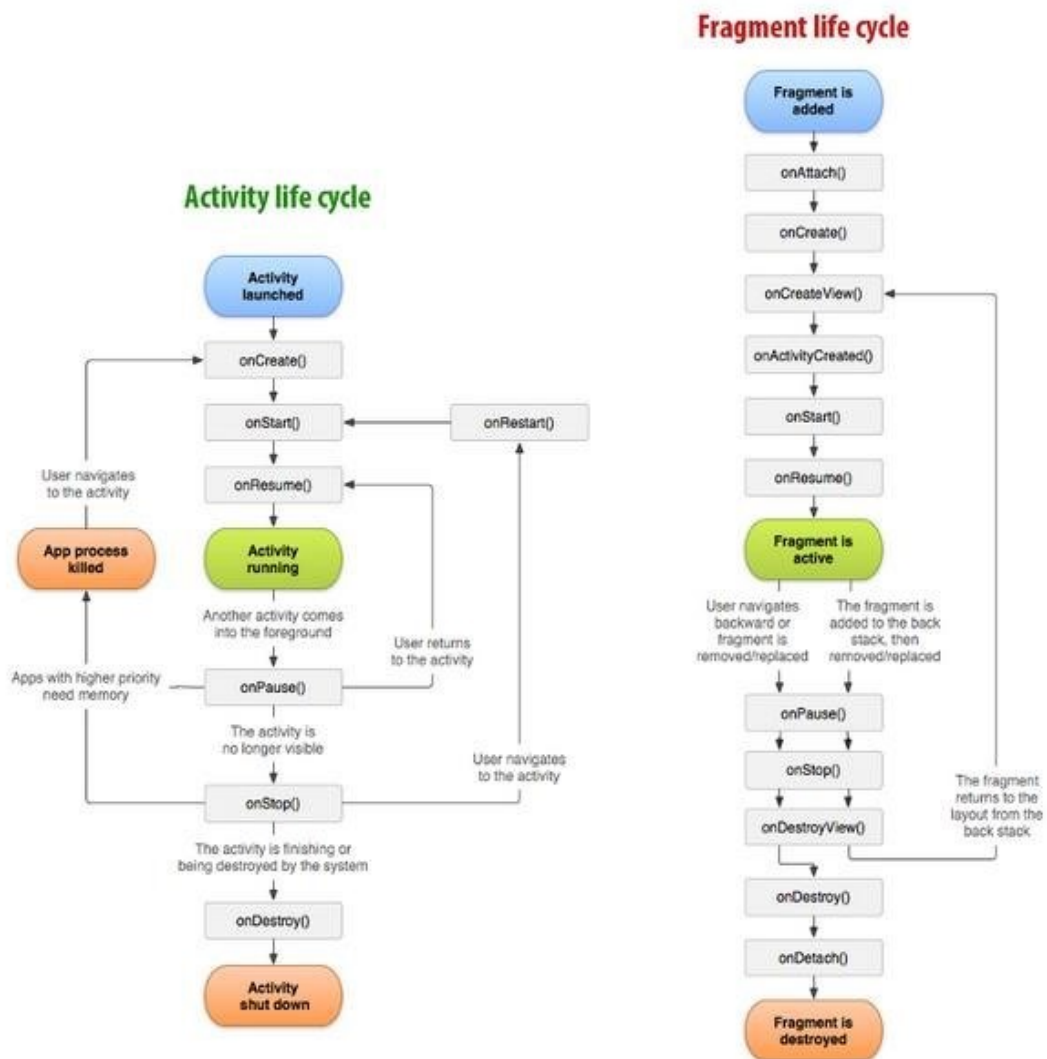 Fragment life cycle
Fragment is
added
onAttach()
onCreate()
onCreateView()
onActivityCreated()
onStart()
onResume()
Fragment is
active
User navigates
backward or
fragment is
removed/replaced
The fragment is
added to the back
stack, then
removed/replaced
onPause()
onStop()
onDestroyView()
The fragment
returns to the
layout from the
back stack
onDestroy()
onDetach()
Fragment is
destroyed
Activity life cycle
Activity
launched
onCreate()
onStart()
onRestart()
onResume()
User navigates
to the activity
App process
killed
Activity
running
Another activity comes
into the foreground
User returns
to the activity
Apps with higher priority
need memory
onPause()
The activity is
no longer visible
User navigates
to the activity
onStop()
The activity is finishing or
being destroyed by the system
onDestroy()
Activity
shut down